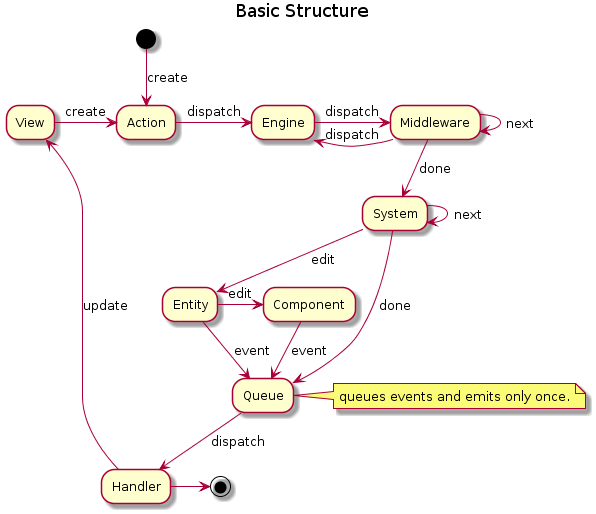 Basic Structure
create
View
create
Action
dispatch
Engine
dispatch
dispatch
Middleware
next
done
System
next
edit
Entity
edit
Component
done
event
event
Queue
queues events and emits only once.
update
dispatch
Handler